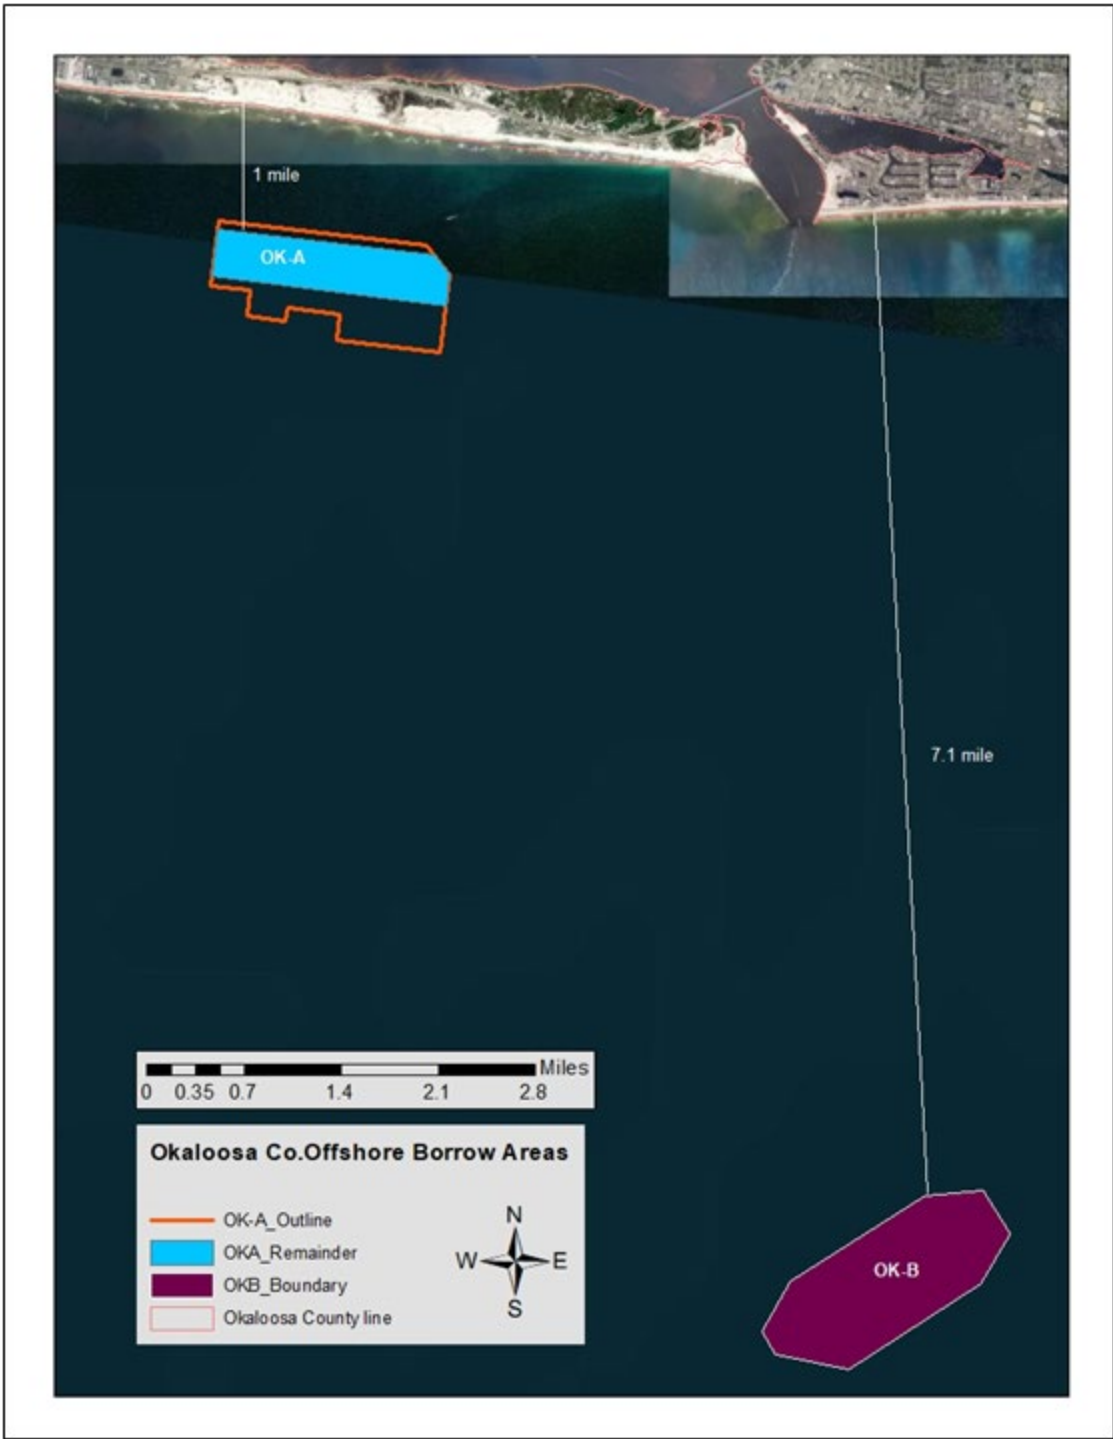 1 mile
OK-A
7.1 mile
Miles
0 0.35 0.7 1.4 2.1 2.8
Okaloosa Co.Offshore Borrow Areas
OK-A_Outline
OKA_Remainder
OKB_Boundary
Okaloosa County line
N
W E
S
OK-B